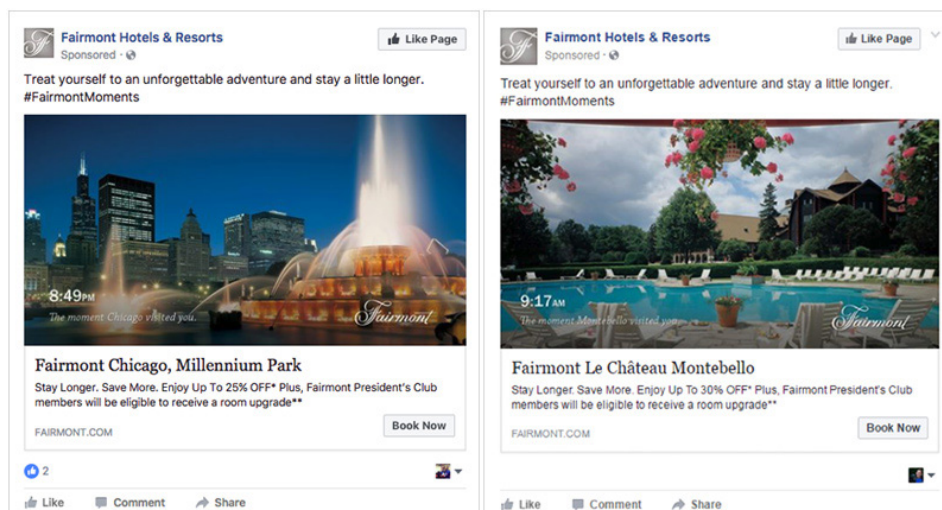 Fairmont Hotels & Resorts
Like Page
Sponsored ·
Treat yourself to an unforgettable adventure and stay a little longer.
#FairmontMoments
8:49PM
The moment Chicago visited you.
Fairmont
Fairmont Chicago, Millennium Park
Stay Longer. Save More. Enjoy Up To 25% OFF* Plus, Fairmont President's Club
members will be eligible to receive a room upgrade**
Book Now
FAIRMONT.COM
2
Like Comment Share
Fairmont Hotels & Resorts
Like Page
Sponsored ·
Treat yourself to an unforgettable adventure and stay a little longer.
#FairmontMoments
9:17AM
The moment Montebello visited you.
Fairmont
Fairmont Le Château Montebello
Stay Longer. Save More. Enjoy Up To 30% OFF* Plus, Fairmont President's Club
members will be eligible to receive a room upgrade**
Book Now
FAIRMONT.COM
Like Comment Share